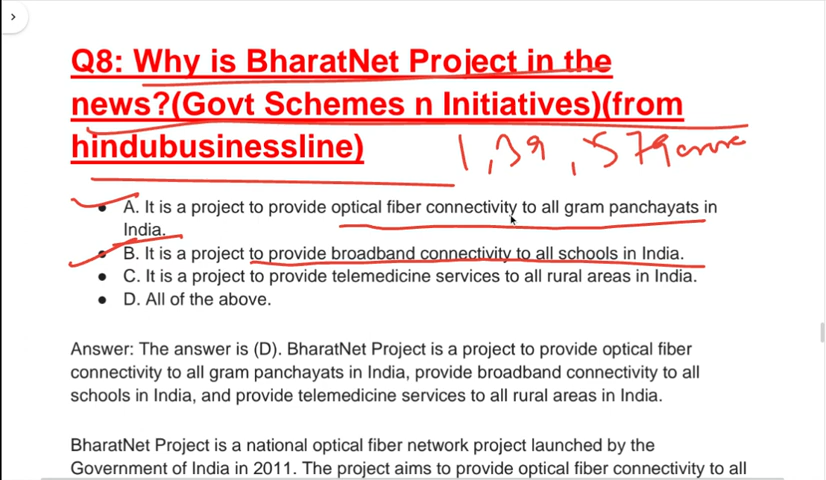 Q8: Why is BharatNet Project in the
news?(Govt Schemes n Initiatives)(from
hindubusinessline)
1,39,579 crore
● A. It is a project to provide optical fiber connectivity to all gram panchayats in
India.
● B. It is a project to provide broadband connectivity to all schools in India.
● C. It is a project to provide telemedicine services to all rural areas in India.
● D. All of the above.
Answer: The answer is (D). BharatNet Project is a project to provide optical fiber
connectivity to all gram panchayats in India, provide broadband connectivity to all
schools in India, and provide telemedicine services to all rural areas in India.
BharatNet Project is a national optical fiber network project launched by the
Government of India in 2011. The project aims to provide optical fiber connectivity to all